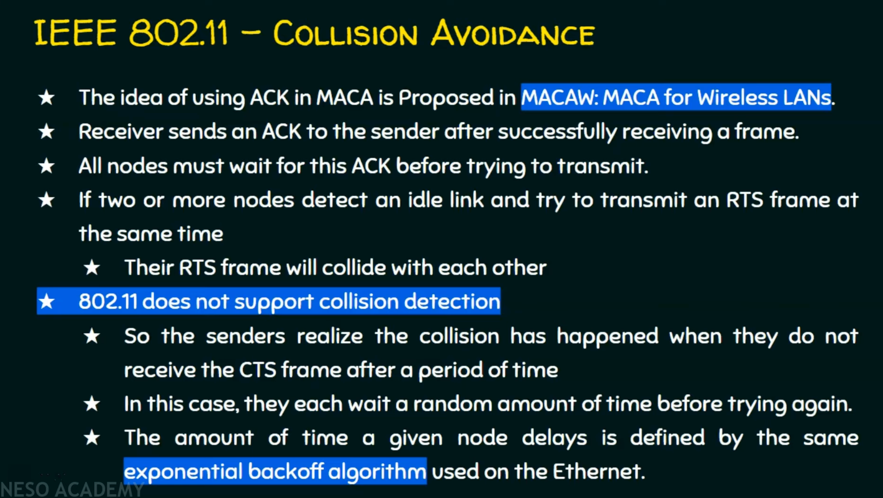 IEEE 802.11 – COLLISION AVOIDANCE
★ The idea of using ACK in MACA is Proposed in MACAW: MACA for Wireless LANs.
★ Receiver sends an ACK to the sender after successfully receiving a frame.
★ All nodes must wait for this ACK before trying to transmit.
★ If two or more nodes detect an idle link and try to transmit an RTS frame at
the same time
★ Their RTS frame will collide with each other
★ 802.11 does not support collision detection
★ So the senders realize the collision has happened when they do not
receive the CTS frame after a period of time
★ In this case, they each wait a random amount of time before trying again.
★ The amount of time a given node delays is defined by the same
exponential backoff algorithm used on the Ethernet.
NESO ACADEMY